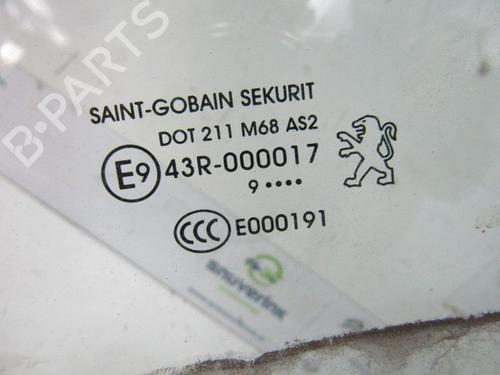 B-PARTS
SAINT-GOBAIN SEKURIT
DOT 211 M68 AS2
E9 43R-000017
9 ••••
CCC E000191